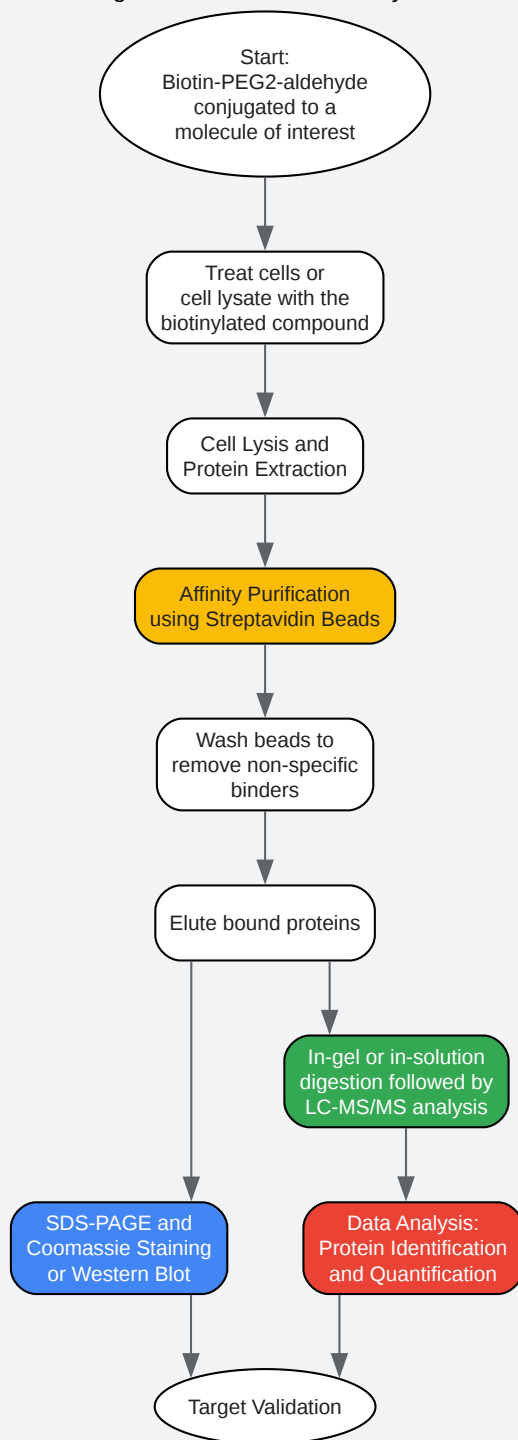 Start:
Biotin-PEG2-aldehyde
conjugated to a
molecule of interest
Treat cells or
cell lysate with the
biotinylated compound
Cell Lysis and
Protein Extraction
Affinity Purification
using Streptavidin Beads
Wash beads to
remove non-specific
binders
Elute bound proteins
In-gel or in-solution
digestion followed by
LC-MS/MS analysis
SDS-PAGE and
Coomassie Staining
or Western Blot
Data Analysis:
Protein Identification
and Quantification
Target Validation